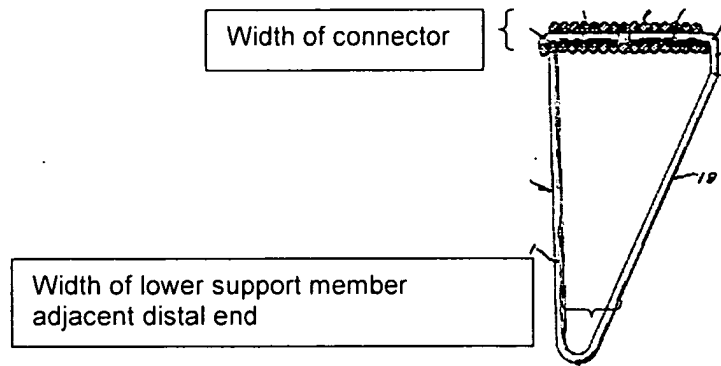 Width of connector
18
Width of lower support member
adjacent distal end